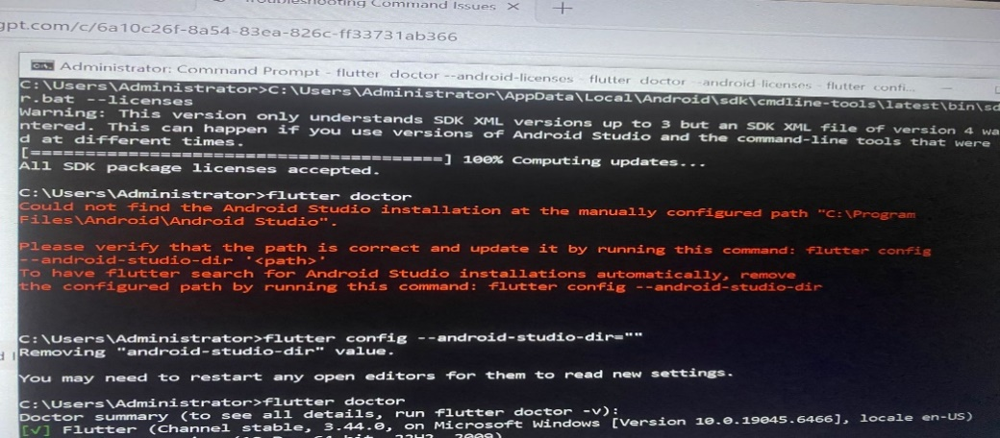 Troubleshooting Command Issues
gpt.com/c/6a10c26f-8a54-83ea-826c-ff33731ab366
Administrator: Command Prompt - flutter doctor --android-licenses - flutter doctor --android-licenses - flutter confi...
C:\Users\Administrator>C:\Users\Administrator\AppData\Local\Android\sdk\cmdline-tools\latest\bin\sd
r.bat --licenses
Warning: This version only understands SDK XML versions up to 3 but an SDK XML file of version 4 wa
ntered. This can happen if you use versions of Android Studio and the command-line tools that were
d at different times.
[=======================================] 100% Computing updates...
All SDK package licenses accepted.
C:\Users\Administrator>flutter doctor
Could not find the Android Studio installation at the manually configured path "C:\Program
Files\Android\Android Studio".
Please verify that the path is correct and update it by running this command: flutter config
--android-studio-dir '<path>'
To have flutter search for Android Studio installations automatically, remove
the configured path by running this command: flutter config --android-studio-dir
C:\Users\Administrator>flutter config --android-studio-dir=""
Removing "android-studio-dir" value.
You may need to restart any open editors for them to read new settings.
C:\Users\Administrator>flutter doctor
Doctor summary (to see all details, run flutter doctor -v):
[√] Flutter (Channel stable, 3.44.0, on Microsoft Windows [Version 10.0.19045.6466], locale en-US)